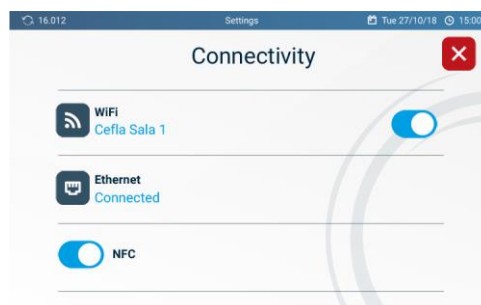 16.012 Settings Tue 27/10/18 15:00
Connectivity
WiFi
Cefla Sala 1
Ethernet
Connected
NFC